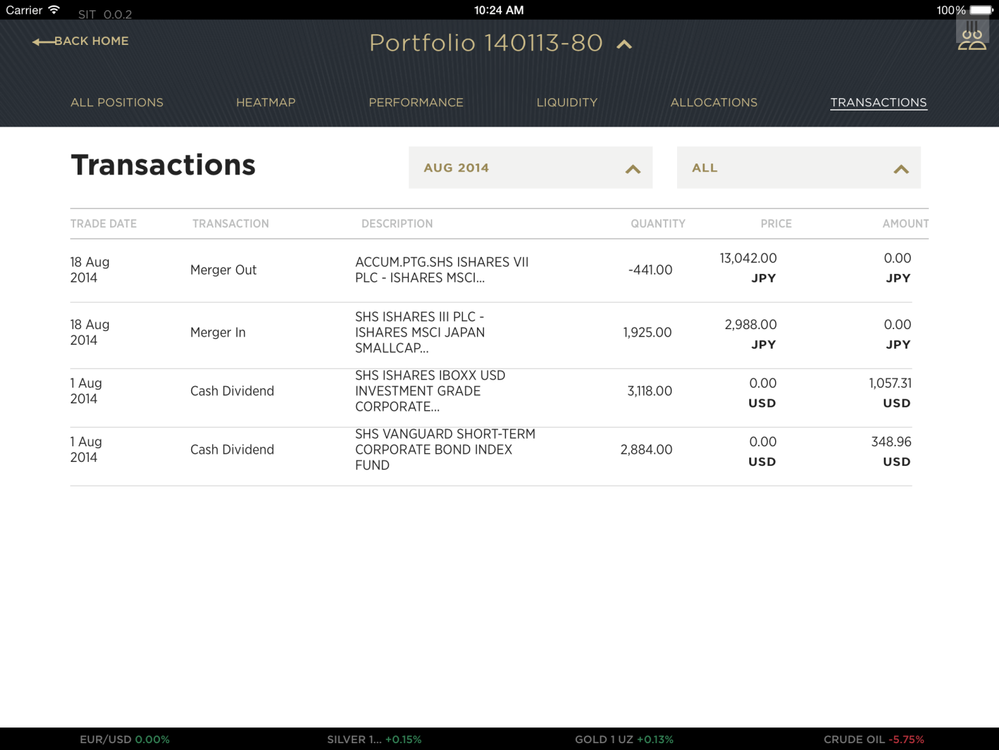 Carrier SIT 0.0.2 10:24 AM 100%
BACK HOME
Portfolio 140113-80
ALL POSITIONS HEATMAP PERFORMANCE LIQUIDITY ALLOCATIONS TRANSACTIONS
Transactions
AUG 2014
ALL
TRADE DATE TRANSACTION DESCRIPTION QUANTITY PRICE AMOUNT
18 Aug
2014
Merger Out
ACCUM.PTG.SHS ISHARES VII
PLC - ISHARES MSCI...
-441.00
13,042.00
JPY
0.00
JPY
18 Aug
2014
Merger In
SHS ISHARES III PLC -
ISHARES MSCI JAPAN
SMALLCAP...
1,925.00
2,988.00
JPY
0.00
JPY
1 Aug
2014
Cash Dividend
SHS ISHARES IBOXX USD
INVESTMENT GRADE
CORPORATE...
3,118.00
0.00
USD
1,057.31
USD
1 Aug
2014
Cash Dividend
SHS VANGUARD SHORT-TERM
CORPORATE BOND INDEX
FUND
2,884.00
0.00
USD
348.96
USD
EUR/USD 0.00% SILVER 1... +0.15% GOLD 1 UZ +0.13% CRUDE OIL -5.75%